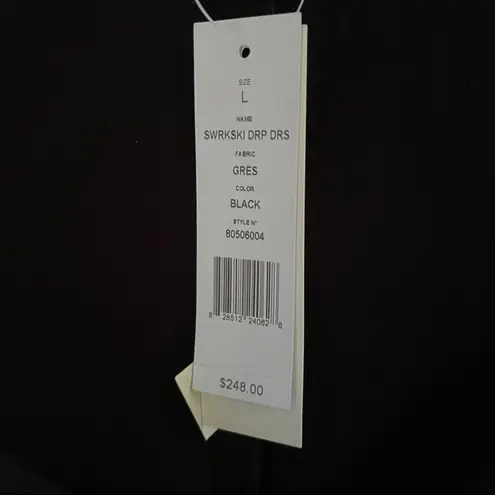 SIZE
L
NAME
SWRKSKI DRP DRS
FABRIC
GRES
COLOR
BLACK
STYLE N°
80506004
8 28512 24062 8
$248.00